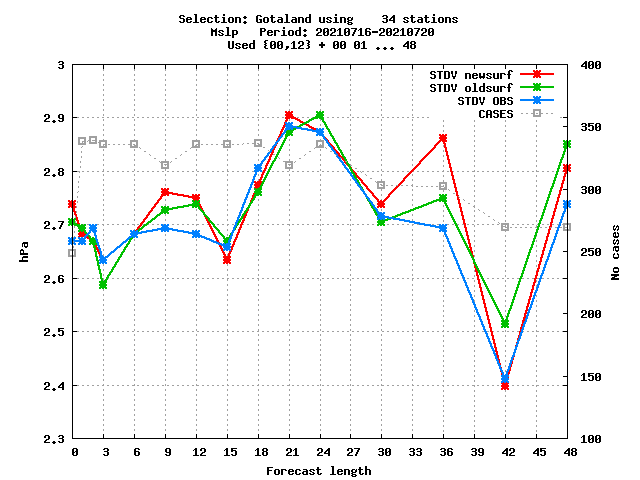 Selection: Gotaland using    34 stations
Mslp   Period: 20210716-20210720
Used {00,12} + 00 01 ... 48
STDV newsurf
STDV oldsurf
STDV OBS
CASES
3
2.9
2.8
2.7
2.6
2.5
2.4
2.3
hPa
400
350
300
250
200
150
100
No cases
0 3 6 9 12 15 18 21 24 27 30 33 36 39 42 45 48
Forecast length